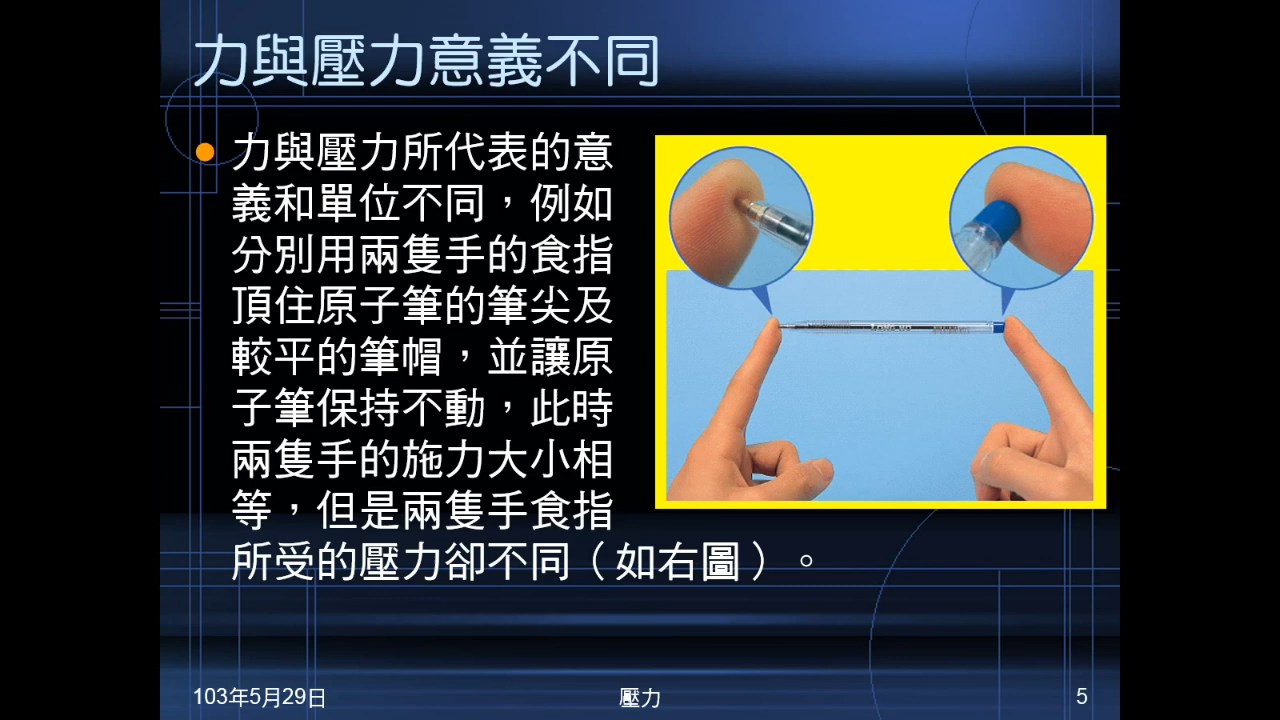 力與壓力意義不同
力與壓力所代表的意
義和單位不同，例如
分別用兩隻手的食指
頂住原子筆的筆尖及
較平的筆帽，並讓原
子筆保持不動，此時
兩隻手的施力大小相
等，但是兩隻手食指
所受的壓力卻不同（如右圖）。
103年5月29日
壓力
5